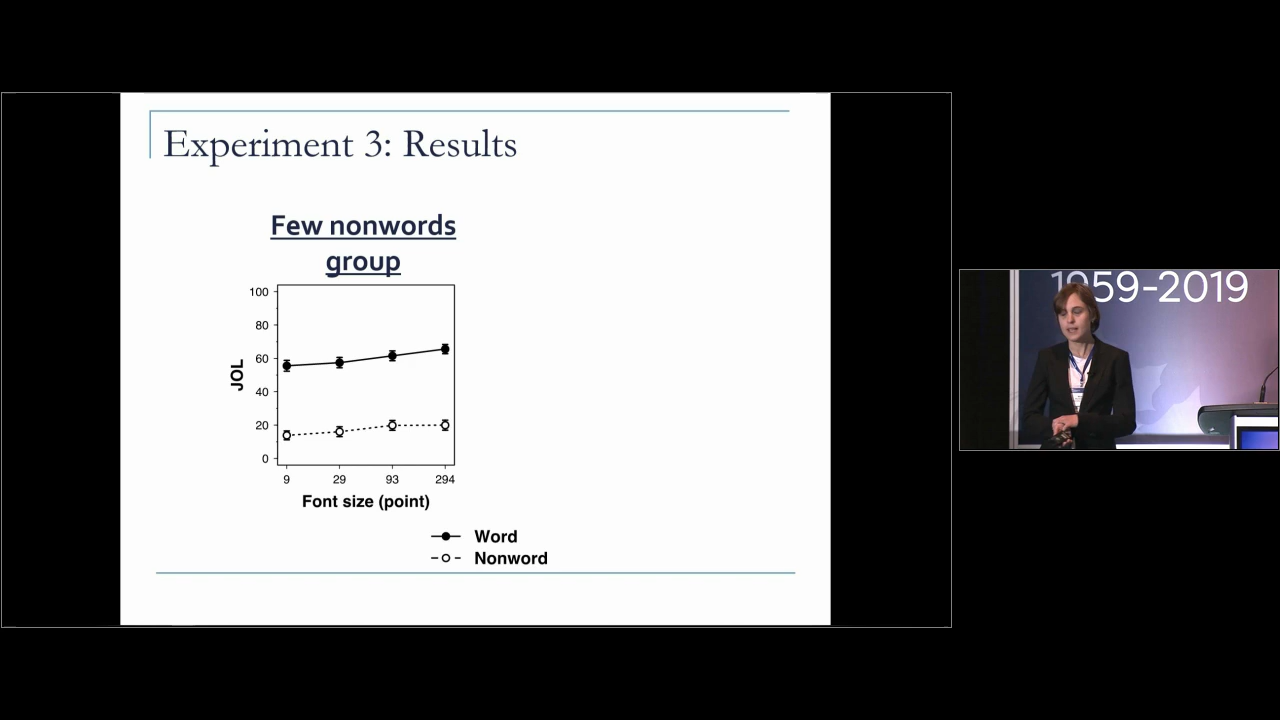 Experiment 3: Results
Few nonwords
group
100
80
60
40
20
0
JOL
9 29 93 294
Font size (point)
Word
Nonword
1959-2019